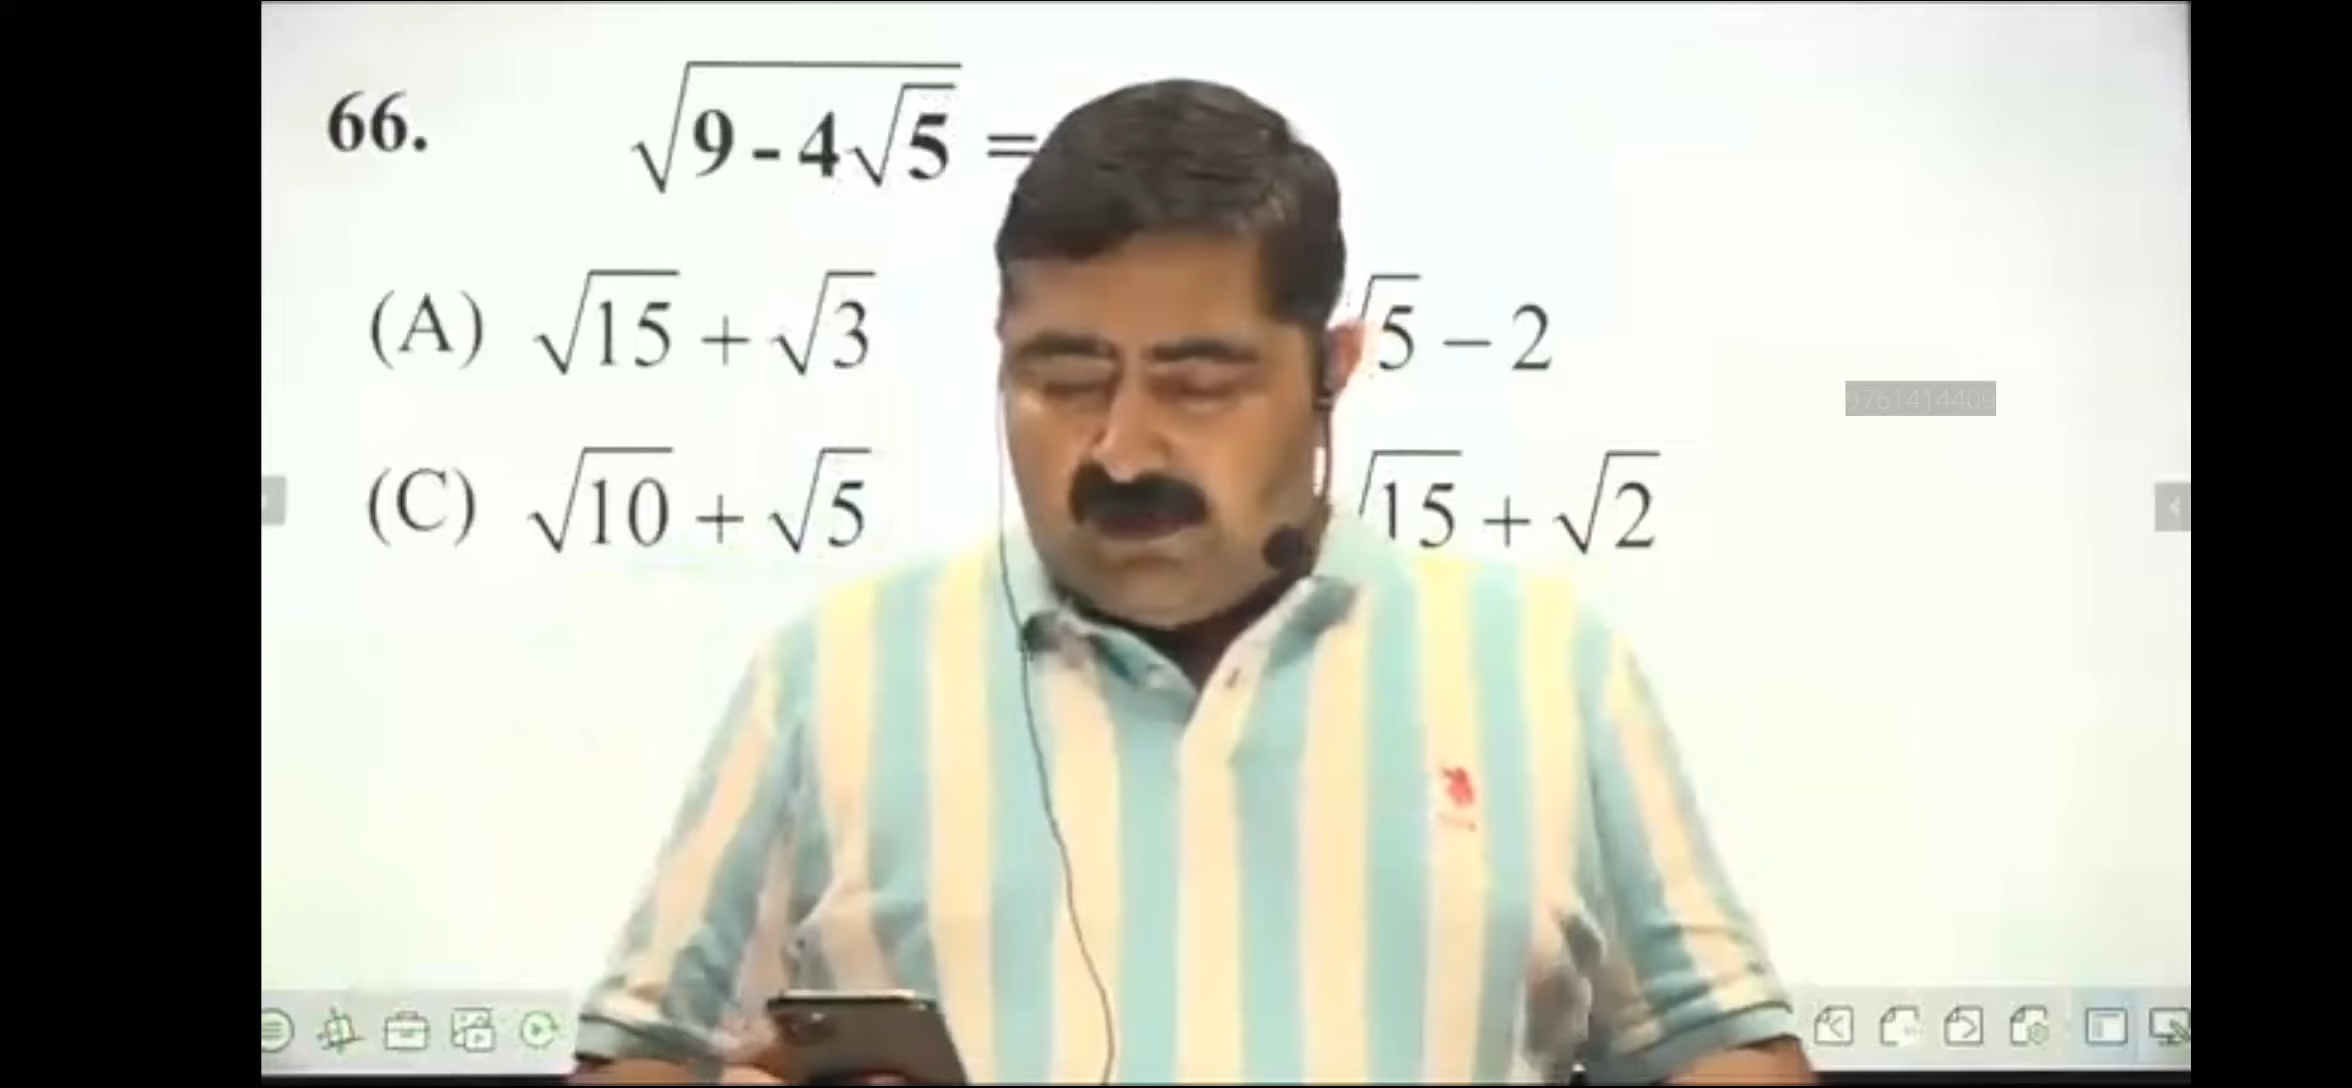 66. √(9 - 4√5) =
(A) √15 + √3 √5 – 2
(C) √10 + √5 √15 + √2